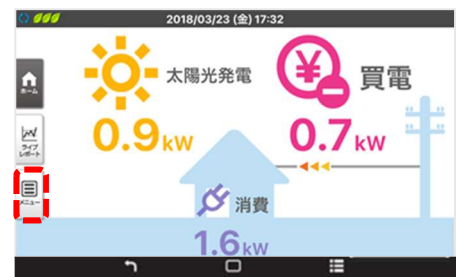 2018/03/23 (金) 17:32
ホーム
ライブ
レポート
メニュー
太陽光発電
0.9kW
買電
0.7kW
消費
1.6kW